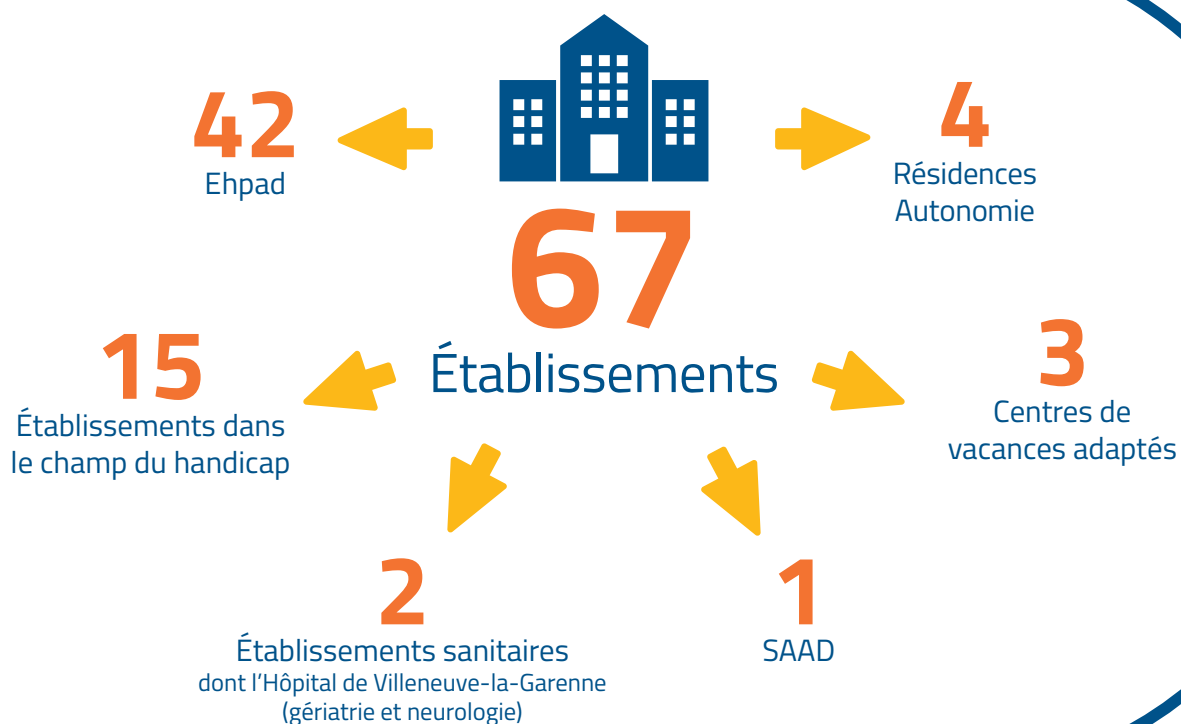 42
Ehpad
4
Résidences
Autonomie
67
Établissements
15
Établissements dans
le champ du handicap
3
Centres de
vacances adaptés
2
Établissements sanitaires
dont l'Hôpital de Villeneuve-la-Garenne
(gériatrie et neurologie)
1
SAAD